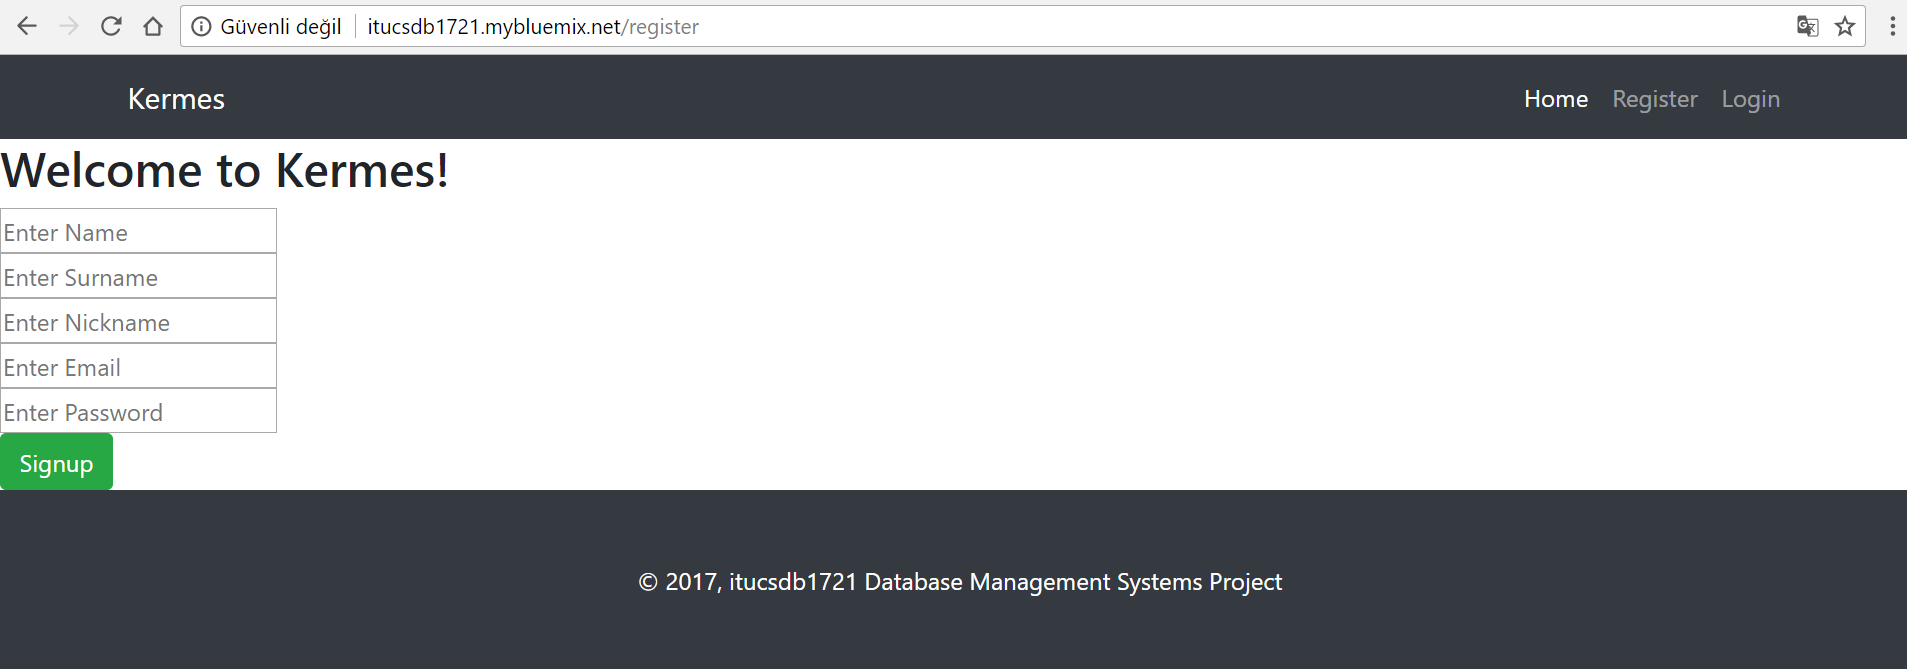 Güvenli değil itucsdb1721.mybluemix.net/register
Kermes Home Register Login
Welcome to Kermes!
Enter Name
Enter Surname
Enter Nickname
Enter Email
Enter Password
Signup
© 2017, itucsdb1721 Database Management Systems Project